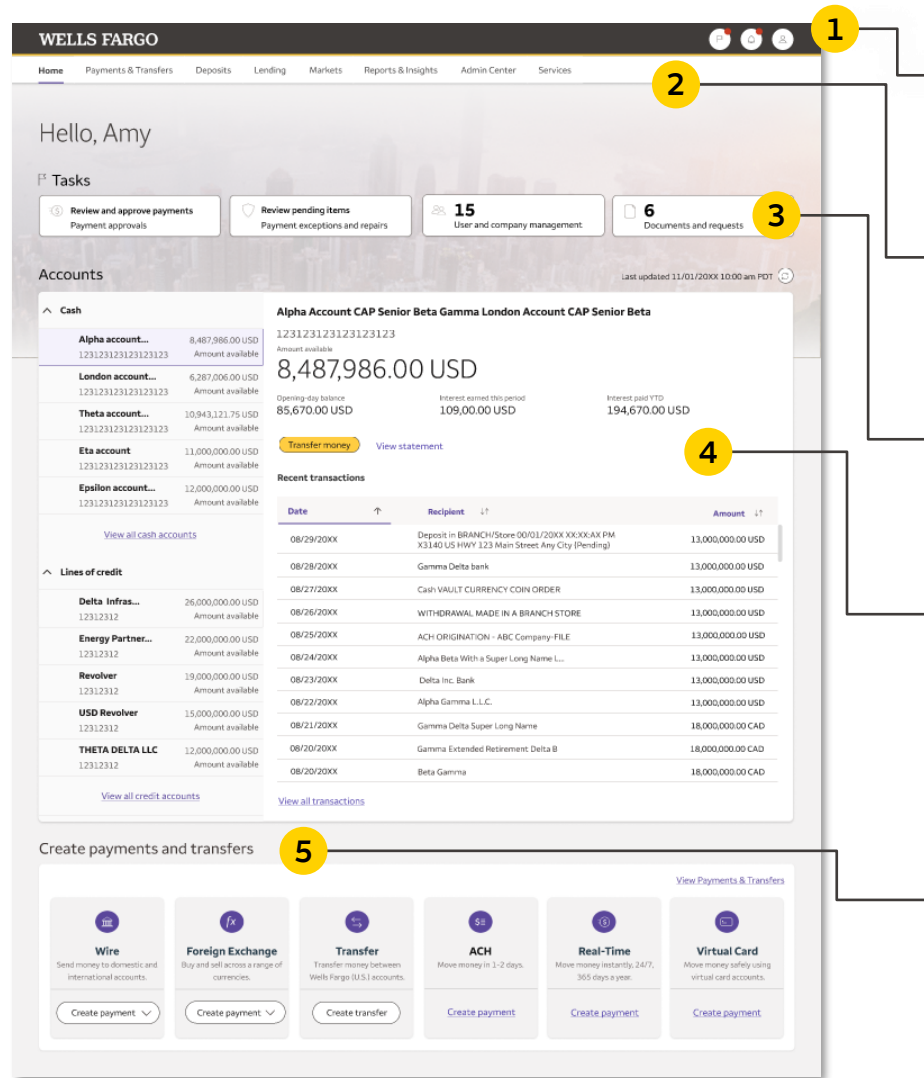 WELLS FARGO
1
Home Payments & Transfers Deposits Lending Markets Reports & Insights Admin Center Services
2
Hello, Amy
Tasks
Review and approve payments
Payment approvals
Review pending items
Payment exceptions and repairs
15
User and company management
6
Documents and requests
3
Accounts
Last updated 11/01/20XX 10:00 am PDT
Cash
Alpha account... 8,487,986.00 USD
123123123123123123 Amount available
London account... 6,287,006.00 USD
123123123123123123 Amount available
Theta account... 10,943,121.75 USD
123123123123123123 Amount available
Eta account 11,000,000.00 USD
123123123123123123 Amount available
Epsilon account... 12,000,000.00 USD
123123123123123123 Amount available
View all cash accounts
Lines of credit
Delta Infras... 26,000,000.00 USD
12312312 Amount available
Energy Partner... 22,000,000.00 USD
12312312 Amount available
Revolver 19,000,000.00 USD
12312312 Amount available
USD Revolver 15,000,000.00 USD
12312312 Amount available
THETA DELTA LLC 12,000,000.00 USD
12312312 Amount available
View all credit accounts
Alpha Account CAP Senior Beta Gamma London Account CAP Senior Beta
123123123123123123
Amount available
8,487,986.00 USD
Opening-day balance Interest earned this period Interest paid YTD
85,670.00 USD 109,00.00 USD 194,670.00 USD
Transfer money View statement
4
Recent transactions
Date Recipient Amount
08/29/20XX Deposit in BRANCH/Store 00/01/20XX XX:XX:AX PM 13,000,000.00 USD
X3140 US HWY 123 Main Street Any City (Pending)
08/28/20XX Gamma Delta bank 13,000,000.00 USD
08/27/20XX Cash VAULT CURRENCY COIN ORDER 13,000,000.00 USD
08/26/20XX WITHDRAWAL MADE IN A BRANCH STORE 13,000,000.00 USD
08/25/20XX ACH ORIGINATION - ABC Company-FILE 13,000,000.00 USD
08/24/20XX Alpha Beta With a Super Long Name L... 13,000,000.00 USD
08/23/20XX Delta Inc. Bank 13,000,000.00 USD
08/22/20XX Alpha Gamma L.L.C. 13,000,000.00 USD
08/21/20XX Gamma Delta Super Long Name 18,000,000.00 CAD
08/20/20XX Gamma Extended Retirement Delta B 18,000,000.00 CAD
08/20/20XX Beta Gamma 18,000,000.00 CAD
View all transactions
Create payments and transfers
5
View Payments & Transfers
Wire
Send money to domestic and
international accounts.
Create payment
fx
Foreign Exchange
Buy and sell across a range of
currencies.
Create payment
Transfer
Transfer money between
Wells Fargo (U.S.) accounts.
Create transfer
ACH
Move money in 1-2 days.
Create payment
Real-Time
Move money instantly, 24/7,
365 days a year.
Create payment
Virtual Card
Move money safely using
virtual card accounts.
Create payment